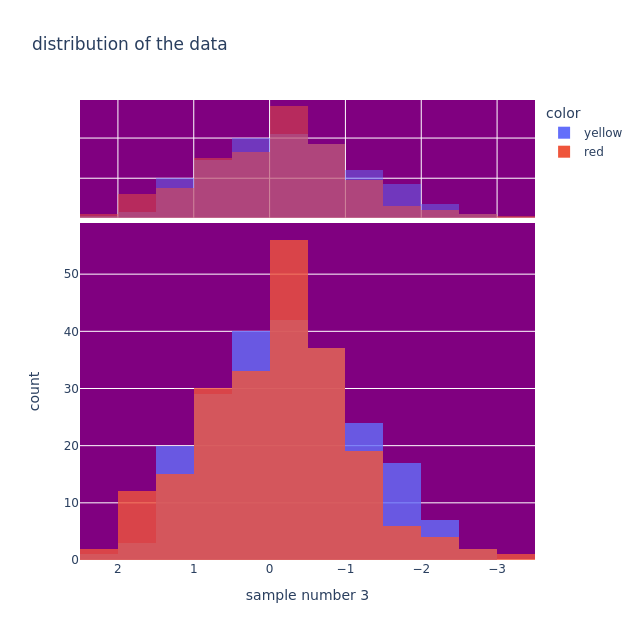 distribution of the data
color
yellow
red
50
40
30
20
10
0
count
2 1 0 −1 −2 −3
sample number 3